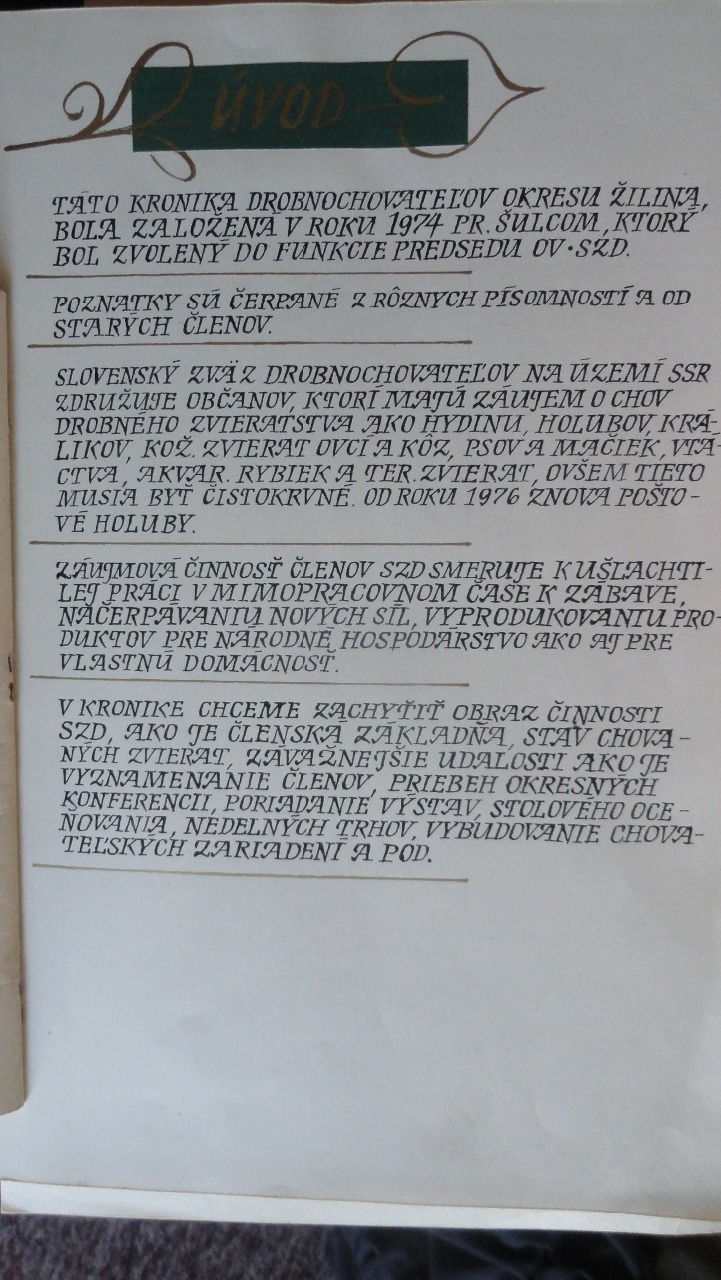 ÚVOD
TÁTO KRONIKA DROBNOCHOVATEĽOV OKRESU ŽILINA,
BOLA ZALOŽENÁ V ROKU 1974 PR. ŠULCOM, KTORÝ
BOL ZVOLENÝ DO FUNKCIE PREDSEDU OV·SZD.
POZNATKY SÚ ČERPANÉ Z RÔZNYCH PÍSOMNOSTÍ A OD
STARÝCH ČLENOV.
SLOVENSKÝ ZVÄZ DROBNOCHOVATEĽOV NA ÚZEMÍ SSR
ZDRUŽUJE OBČANOV, KTORÍ MAJÚ ZÁUJEM O CHOV
DROBNÉHO ZVIERATSTVA AKO HYDINU, HOLUBOV, KRÁ-
LIKOV, KOŽ. ZVIERAT OVCÍ A KÔZ, PSOV A MAČIEK, VTÁ-
CTVA, AKVAR. RYBIEK A TER. ZVIERAT, OVŠEM TIETO
MUSIA BYŤ ČISTOKRVNÉ. OD ROKU 1976 ZNOVA POŠTO-
VÉ HOLUBY.
ZÁUJMOVÁ ČINNOSŤ ČLENOV SZD SMERUJE K UŠLACHTI-
LEJ PRÁCI V MIMOPRACOVNOM ČASE K ZÁBAVE,
NAČERPÁVANIU NOVÝCH SÍL, VYPRODUKOVANIU PRO-
DUKTOV PRE NÁRODNÉ HOSPODÁRSTVO AKO AJ PRE
VLASTNÚ DOMÁCNOSŤ.
V KRONIKE CHCEME ZACHYŤIŤ OBRAZ ČINNOSTI
SZD, AKO JE ČLENSKÁ ZÁKLADŇA, STAV CHOVA-
NÝCH ZVIERAT, ZÁVAŽNEJŠIE UDALOSTI AKO JE
VYZNAMENANIE ČLENOV, PRIEBEH OKRESNÝCH
KONFERENCII, PORIADANIE VÝSTAV, STOLOVÉHO OCE-
ŇOVANIA, NEDELNÝCH TRHOV, VYBUDOVANIE CHOVA-
TEĽSKÝCH ZARIADENÍ A POD.